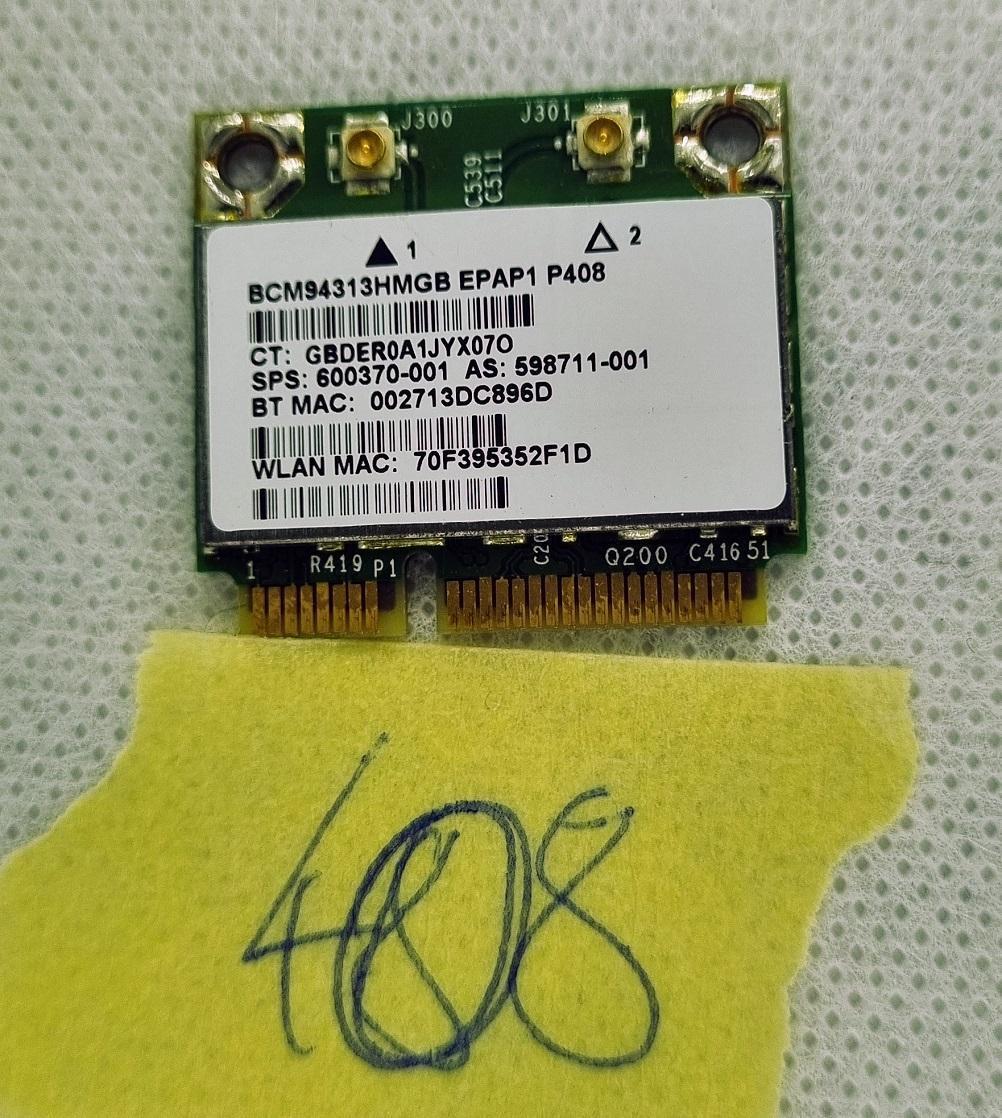 J300 J301
C539
C511
▲ 1 △ 2
BCM94313HMGB EPAP1 P408
CT: GBDER0A1JYX07O
SPS: 600370-001 AS: 598711-001
BT MAC: 002713DC896D
WLAN MAC: 70F395352F1D
1 R419 P1 Q200 C416 51
408